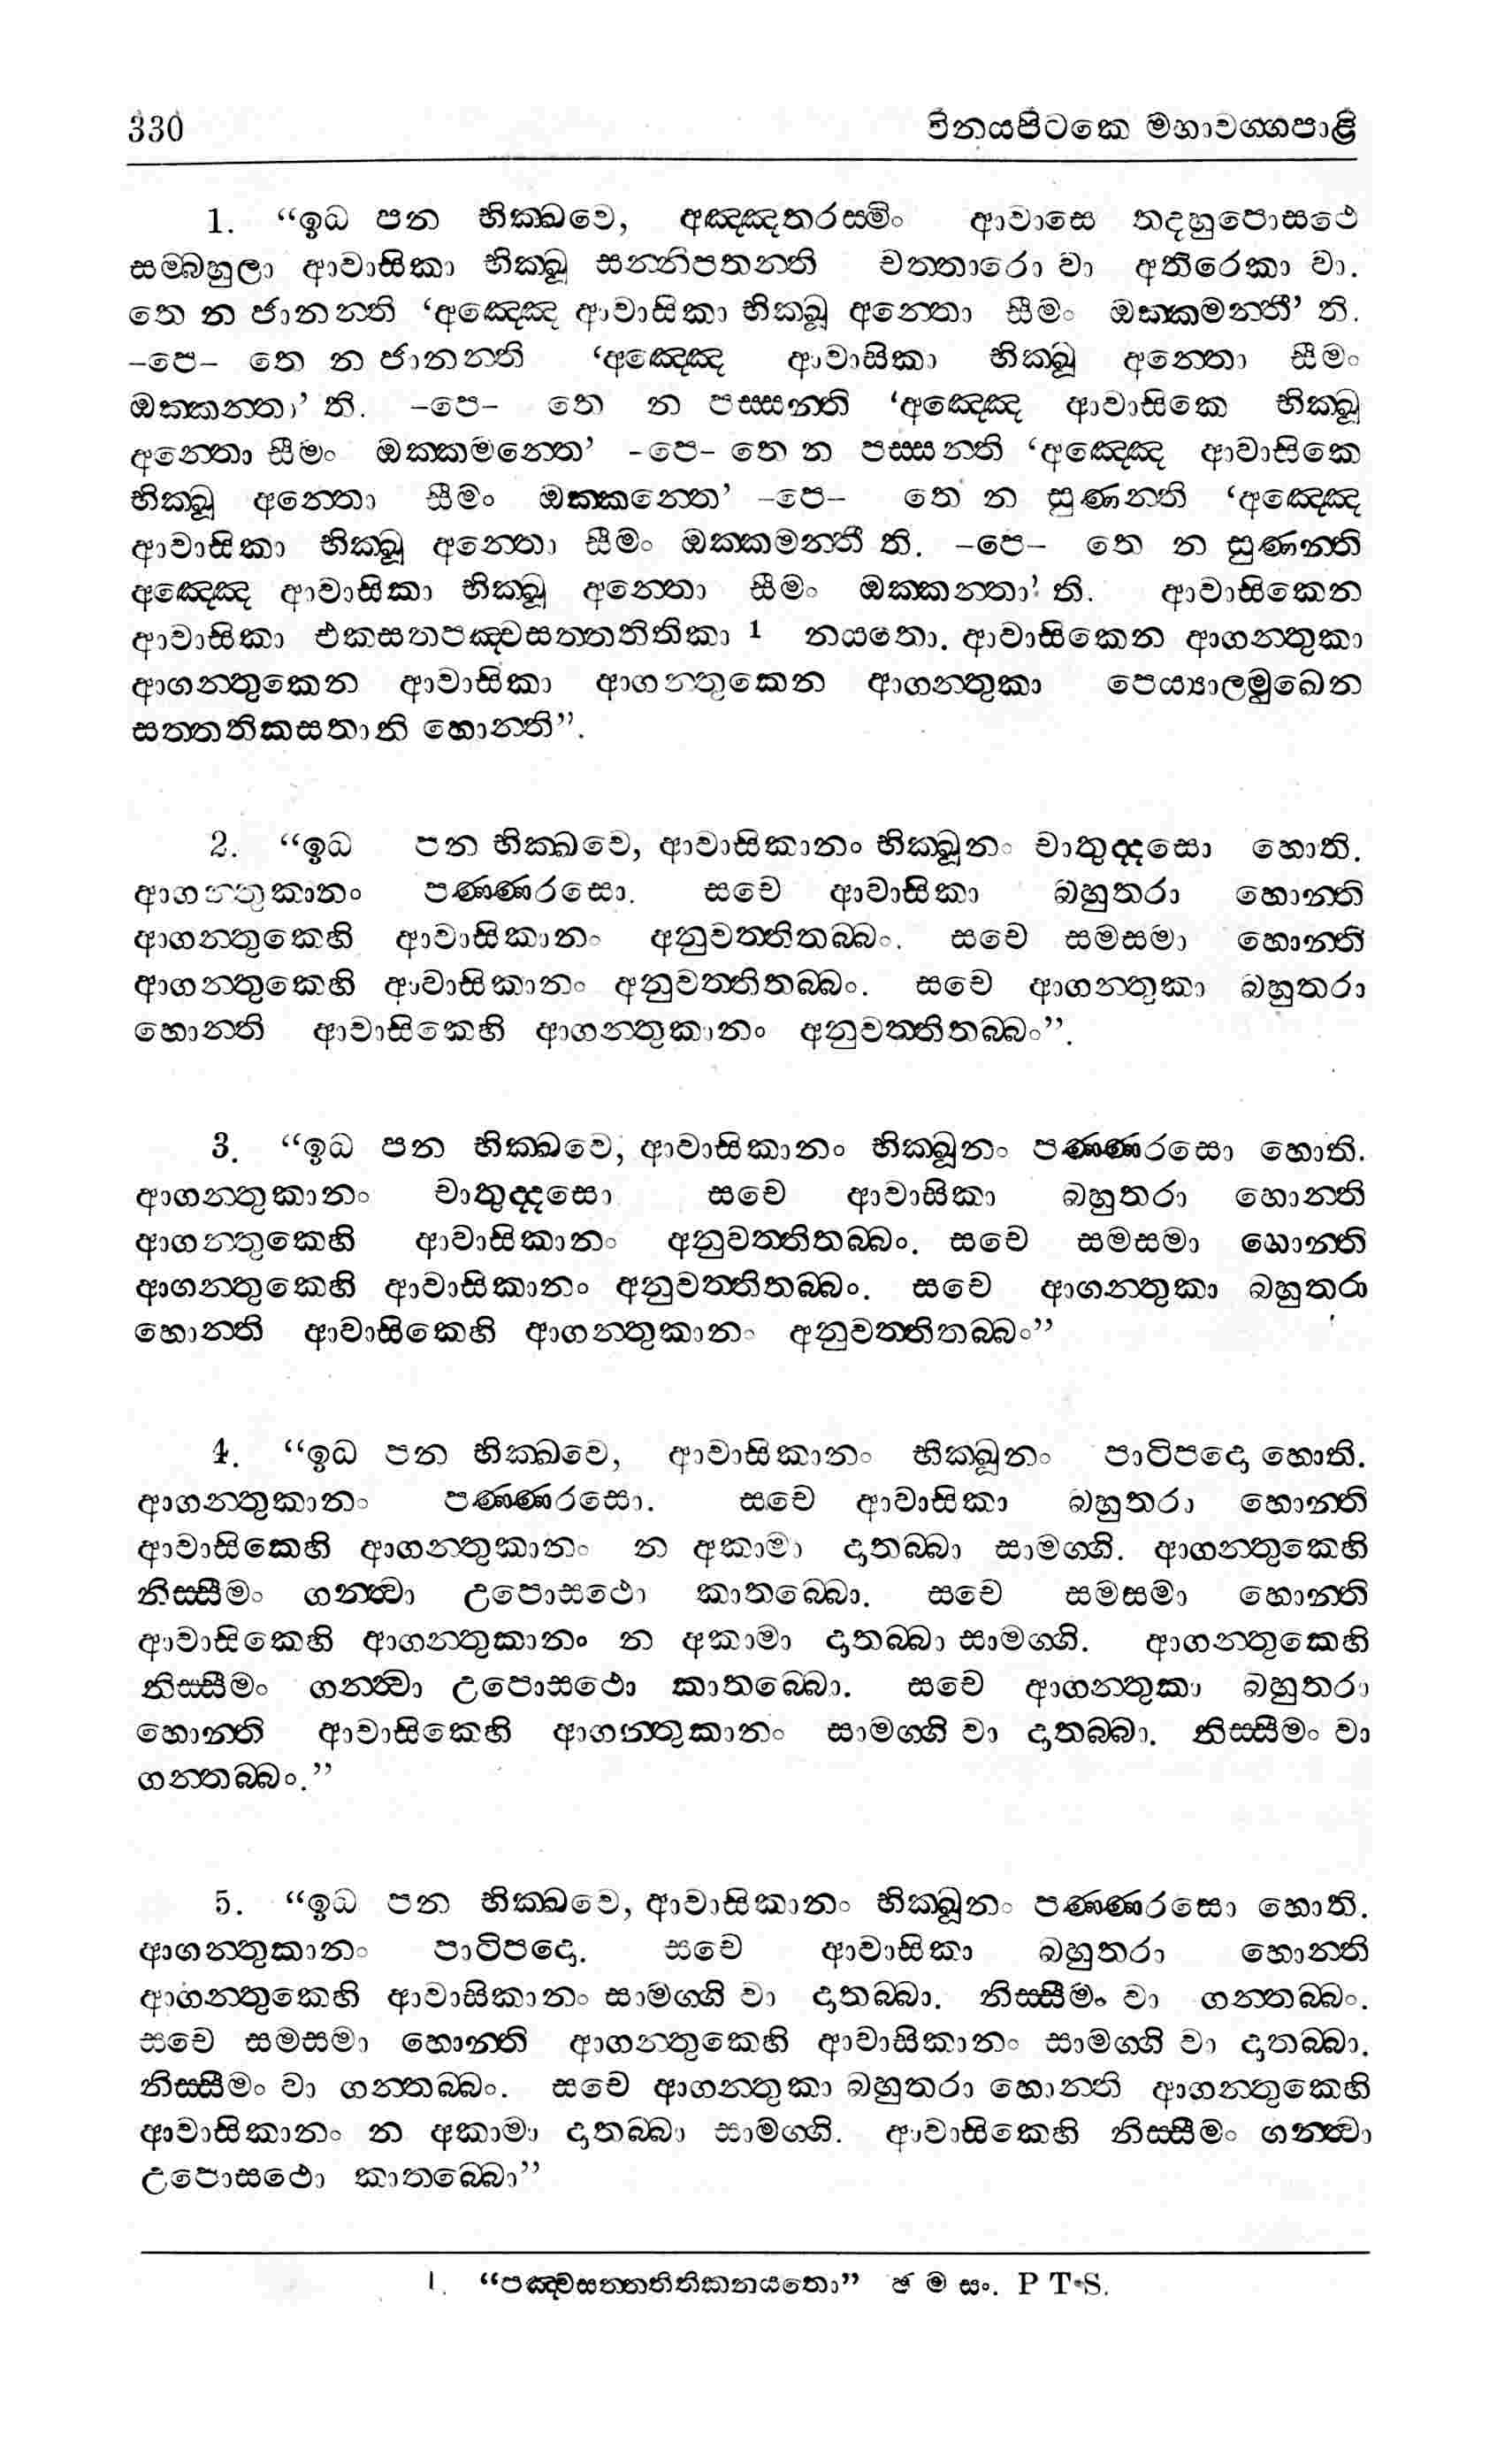 330 විනයපිටකෙ මහාවග්ගපාළි
1. “ඉධ පන භික්ඛවෙ, අඤ්ඤතරස්මිං ආවාසෙ තදහුපොසථෙ
සම්බහුලා ආවාසිකා භික්ඛූ සන්නිපතන්ති චත්තාරො වා අතිරෙකා වා.
තෙ න ජානන්ති ‘අඤ්ඤෙ ආවාසිකා භික්ඛූ අන්තො සීමං ඔක්කමන්තී’ ති.
–පෙ– තෙ න ජානන්ති ‘අඤ්ඤෙ ආවාසිකා භික්ඛූ අන්තො සීමං
ඔක්කන්තා’ ති. –පෙ– තෙ න පස්සන්ති ‘අඤ්ඤෙ ආවාසිකෙ භික්ඛූ
අන්තො සීමං ඔක්කමන්තෙ’ –පෙ– තෙ න පස්සන්ති ‘අඤ්ඤෙ ආවාසිකෙ
භික්ඛූ අන්තො සීමං ඔක්කන්තෙ’ –පෙ– තෙ න සුණන්ති ‘අඤ්ඤෙ
ආවාසිකා භික්ඛූ අන්තො සීමං ඔක්කමන්තී ති. –පෙ– තෙ න සුණන්ති
අඤ්ඤෙ ආවාසිකා භික්ඛූ අන්තො සීමං ඔක්කන්තා’ ති. ආවාසිකෙන
ආවාසිකා එකසතපඤ්චසත්තතිතිකා 1 නයතො. ආවාසිකෙන ආගන්තුකා
ආගන්තුකෙන ආවාසිකා ආගන්තුකෙන ආගන්තුකා පෙය්‍යාලමුඛෙන
සත්තතිකසතානි හොන්ති”.
2. “ඉධ පන භික්ඛවෙ, ආවාසිකානං භික්ඛූනං චාතුද්දසො හොති.
ආගන්තුකානං පණ්ණරසො. සචෙ ආවාසිකා බහුතරා හොන්ති
ආගන්තුකෙහි ආවාසිකානං අනුවත්තිතබ්බං. සචෙ සමසමා හොන්ති
ආගන්තුකෙහි ආවාසිකානං අනුවත්තිතබ්බං. සචෙ ආගන්තුකා බහුතරා
හොන්ති ආවාසිකෙහි ආගන්තුකානං අනුවත්තිතබ්බං”.
3. “ඉධ පන භික්ඛවෙ, ආවාසිකානං භික්ඛූනං පණ්ණරසො හොති.
ආගන්තුකානං චාතුද්දසො සචෙ ආවාසිකා බහුතරා හොන්ති
ආගන්තුකෙහි ආවාසිකානං අනුවත්තිතබ්බං. සචෙ සමසමා හොන්ති
ආගන්තුකෙහි ආවාසිකානං අනුවත්තිතබ්බං. සචෙ ආගන්තුකා බහුතරා
හොන්ති ආවාසිකෙහි ආගන්තුකානං අනුවත්තිතබ්බං”
4. “ඉධ පන භික්ඛවෙ, ආවාසිකානං භික්ඛූනං පාටිපදො හොති.
ආගන්තුකානං පණ්ණරසො. සචෙ ආවාසිකා බහුතරා හොන්ති
ආවාසිකෙහි ආගන්තුකානං න අකාමා දාතබ්බා සාමග්ගි. ආගන්තුකෙහි
නිස්සීමං ගන්ත්‍වා උපොසථො කාතබ්බො. සචෙ සමසමා හොන්ති
ආවාසිකෙහි ආගන්තුකානං න අකාමා දාතබ්බා සාමග්ගි. ආගන්තුකෙහි
නිස්සීමං ගන්ත්‍වා උපොසථො කාතබ්බො. සචෙ ආගන්තුකා බහුතරා
හොන්ති ආවාසිකෙහි ආගන්තුකානං සාමග්ගි වා දාතබ්බා. නිස්සීමං වා
ගන්තබ්බං.”
5. “ඉධ පන භික්ඛවෙ, ආවාසිකානං භික්ඛූනං පණ්ණරසො හොති.
ආගන්තුකානං පාටිපදො. සචෙ ආවාසිකා බහුතරා හොන්ති
ආගන්තුකෙහි ආවාසිකානං සාමග්ගි වා දාතබ්බා. නිස්සීමං වා ගන්තබ්බං.
සචෙ සමසමා හොන්ති ආගන්තුකෙහි ආවාසිකානං සාමග්ගි වා දාතබ්බා.
නිස්සීමං වා ගන්තබ්බං. සචෙ ආගන්තුකා බහුතරා හොන්ති ආගන්තුකෙහි
ආවාසිකානං න අකාමා දාතබ්බා සාමග්ගි. ආවාසිකෙහි නිස්සීමං ගන්ත්‍වා
උපොසථො කාතබ්බො”
1. “පඤ්චසත්තතිතිකනයතො” ඡ ම සං. P T S.